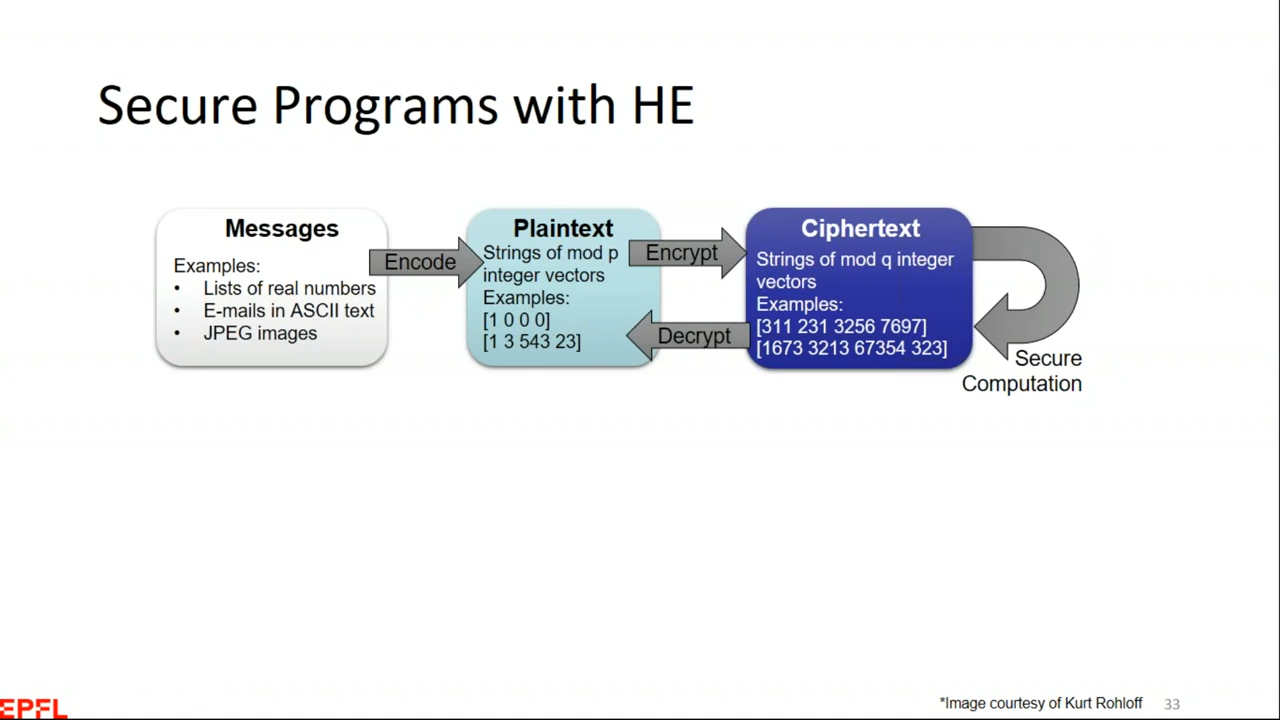 Secure Programs with HE
Messages
Examples:
• Lists of real numbers
• E-mails in ASCII text
• JPEG images
Encode
Plaintext
Strings of mod p
integer vectors
Examples:
[1 0 0 0]
[1 3 543 23]
Encrypt
Decrypt
Ciphertext
Strings of mod q integer
vectors
Examples:
[311 231 3256 7697]
[1673 3213 67354 323]
Secure
Computation
*Image courtesy of Kurt Rohloff
33
EPFL